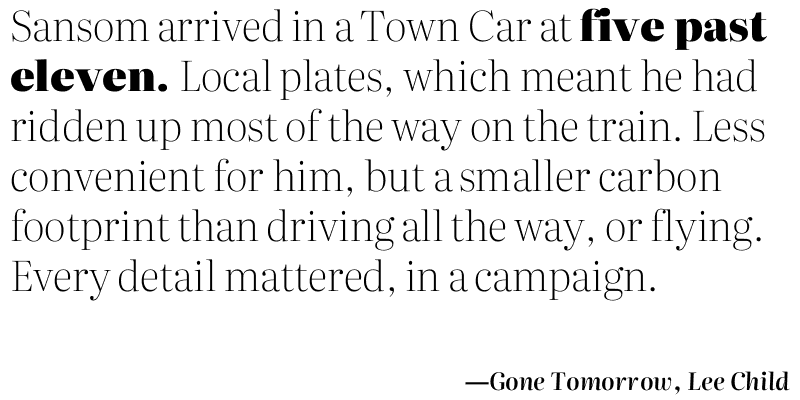 Sansom arrived in a Town Car at five past
eleven. Local plates, which meant he had
ridden up most of the way on the train. Less
convenient for him, but a smaller carbon
footprint than driving all the way, or flying.
Every detail mattered, in a campaign.
—Gone Tomorrow, Lee Child